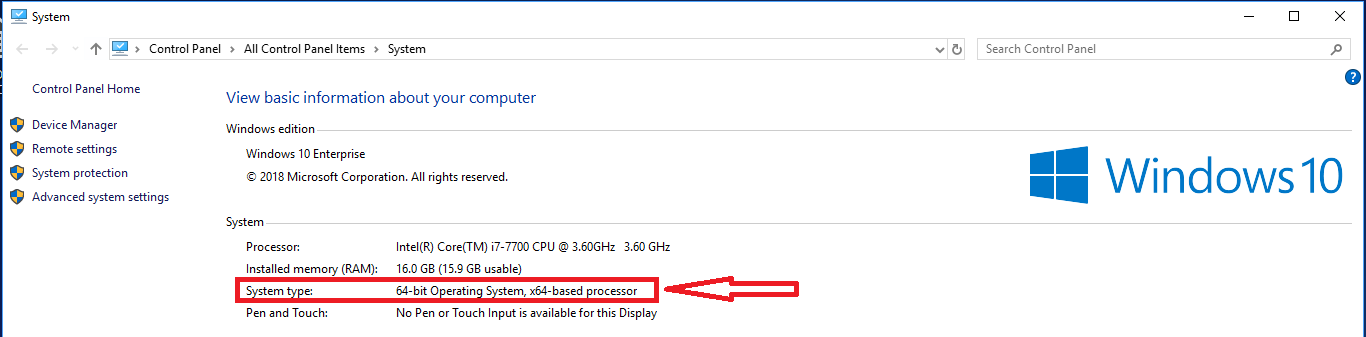 System
Control Panel > All Control Panel Items > System
Search Control Panel
Control Panel Home
Device Manager
Remote settings
System protection
Advanced system settings
?
View basic information about your computer
Windows edition
Windows 10 Enterprise
© 2018 Microsoft Corporation. All rights reserved.
Windows 10
System
Processor: Intel(R) Core(TM) i7-7700 CPU @ 3.60GHz 3.60 GHz
Installed memory (RAM): 16.0 GB (15.9 GB usable)
System type: 64-bit Operating System, x64-based processor
Pen and Touch: No Pen or Touch Input is available for this Display